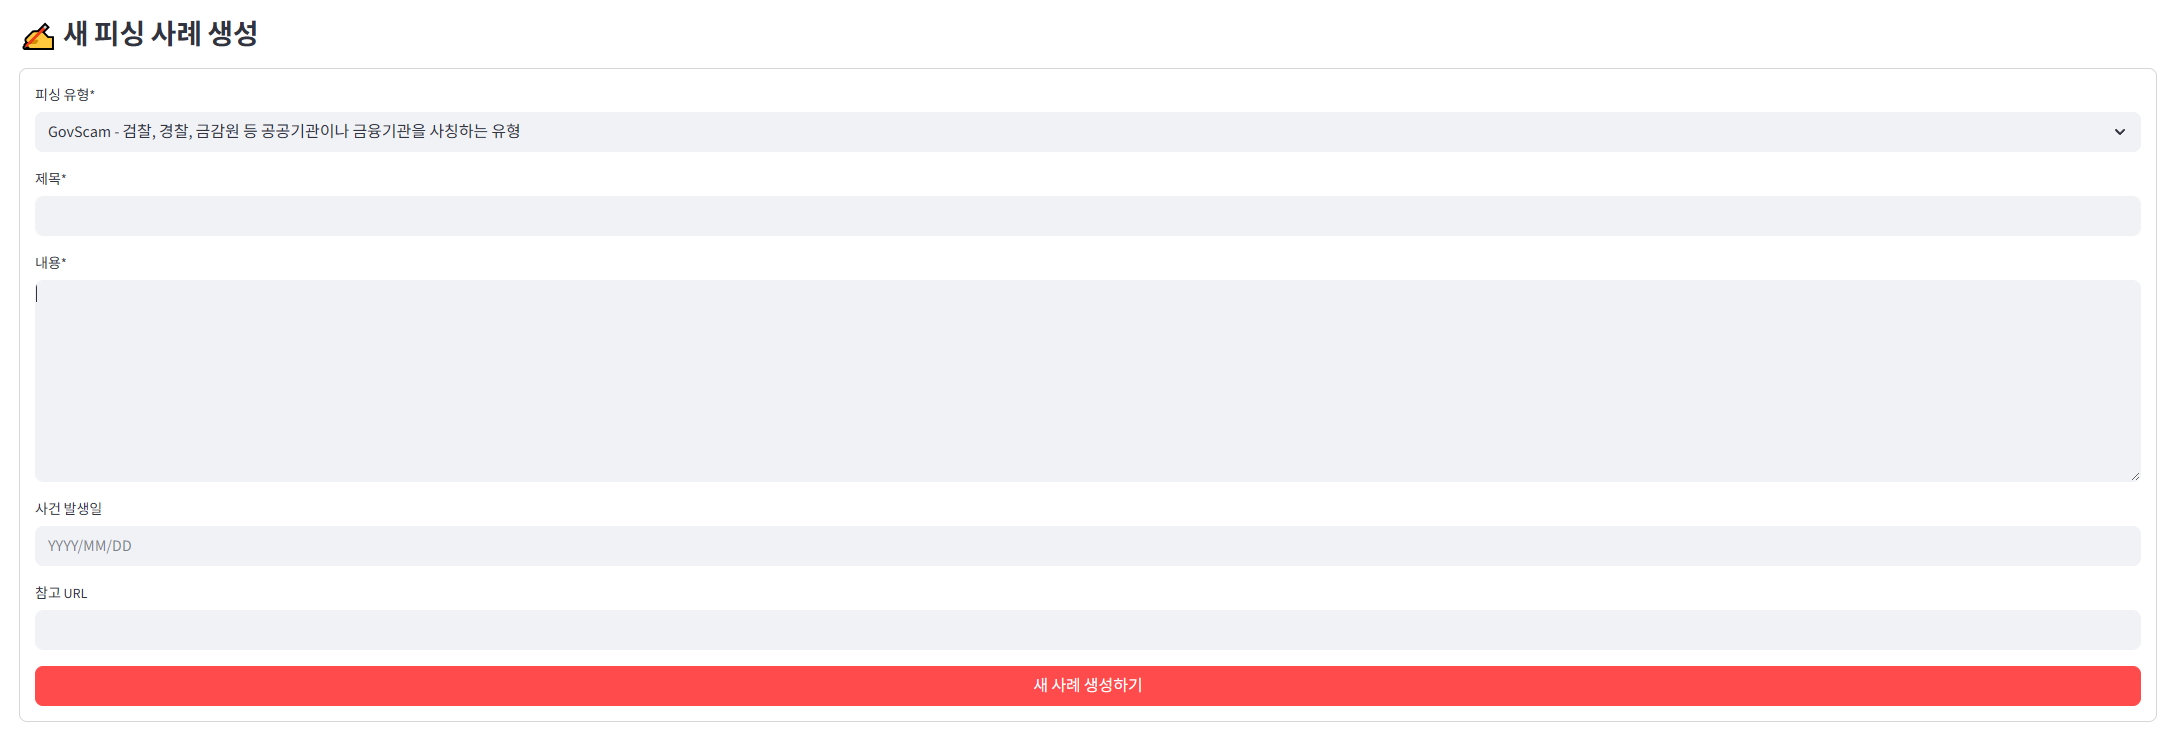 새 피싱 사례 생성
피싱 유형*
GovScam - 검찰, 경찰, 금감원 등 공공기관이나 금융기관을 사칭하는 유형
제목*
내용*
사건 발생일
YYYY/MM/DD
참고 URL
새 사례 생성하기